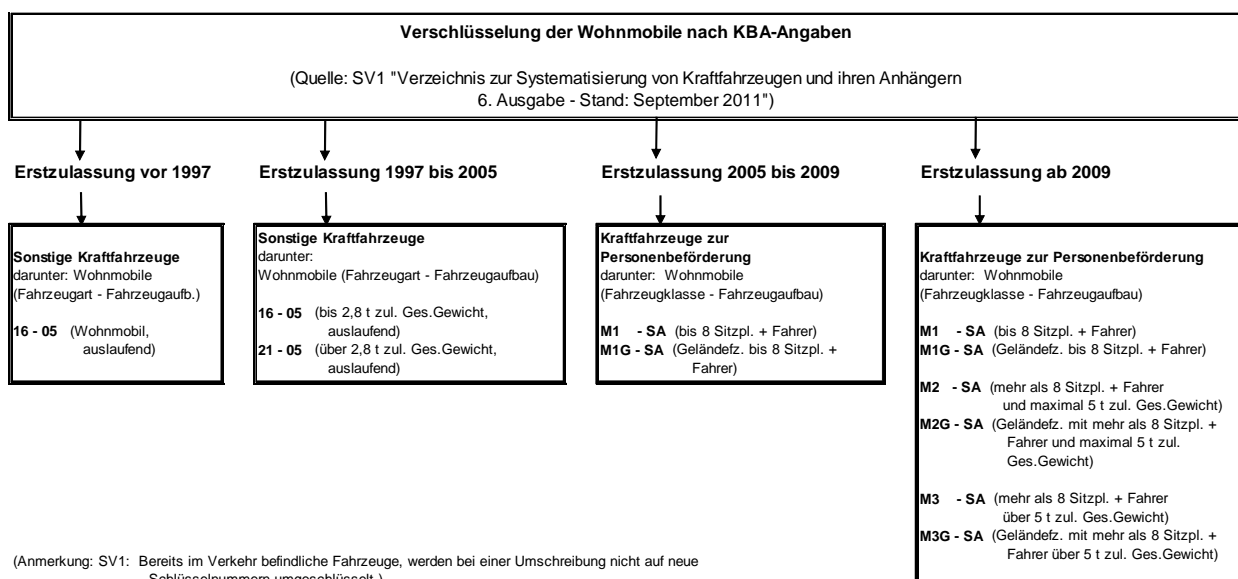 Verschlüsselung der Wohnmobile nach KBA-Angaben
(Quelle: SV1 "Verzeichnis zur Systematisierung von Kraftfahrzeugen und ihren Anhängern
6. Ausgabe - Stand: September 2011")
Erstzulassung vor 1997
Sonstige Kraftfahrzeuge
darunter: Wohnmobile
(Fahrzeugart - Fahrzeugaufb.)
16 - 05 (Wohnmobil,
auslaufend)
Erstzulassung 1997 bis 2005
Sonstige Kraftfahrzeuge
darunter:
Wohnmobile (Fahrzeugart - Fahrzeugaufbau)
16 - 05 (bis 2,8 t zul. Ges.Gewicht,
auslaufend)
21 - 05 (über 2,8 t zul. Ges.Gewicht,
auslaufend)
Erstzulassung 2005 bis 2009
Kraftfahrzeuge zur
Personenbeförderung
darunter: Wohnmobile
(Fahrzeugklasse - Fahrzeugaufbau)
M1 - SA (bis 8 Sitzpl. + Fahrer)
M1G - SA (Geländefz. bis 8 Sitzpl. +
Fahrer)
Erstzulassung ab 2009
Kraftfahrzeuge zur Personenbeförderung
darunter: Wohnmobile
(Fahrzeugklasse - Fahrzeugaufbau)
M1 - SA (bis 8 Sitzpl. + Fahrer)
M1G - SA (Geländefz. bis 8 Sitzpl. + Fahrer)
M2 - SA (mehr als 8 Sitzpl. + Fahrer
und maximal 5 t zul. Ges.Gewicht)
M2G - SA (Geländefz. mit mehr als 8 Sitzpl. +
Fahrer und maximal 5 t zul.
Ges.Gewicht)
M3 - SA (mehr als 8 Sitzpl. + Fahrer
über 5 t zul. Ges.Gewicht)
M3G - SA (Geländefz. mit mehr als 8 Sitzpl. +
Fahrer über 5 t zul. Ges.Gewicht)
(Anmerkung: SV1: Bereits im Verkehr befindliche Fahrzeuge, werden bei einer Umschreibung nicht auf neue
Schlüsselnummern umgeschlüsselt.)